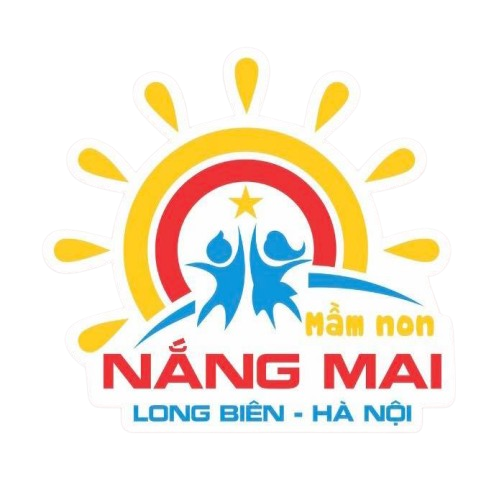 Mầm non
NẮNG MAI
LONG BIÊN - HÀ NỘI